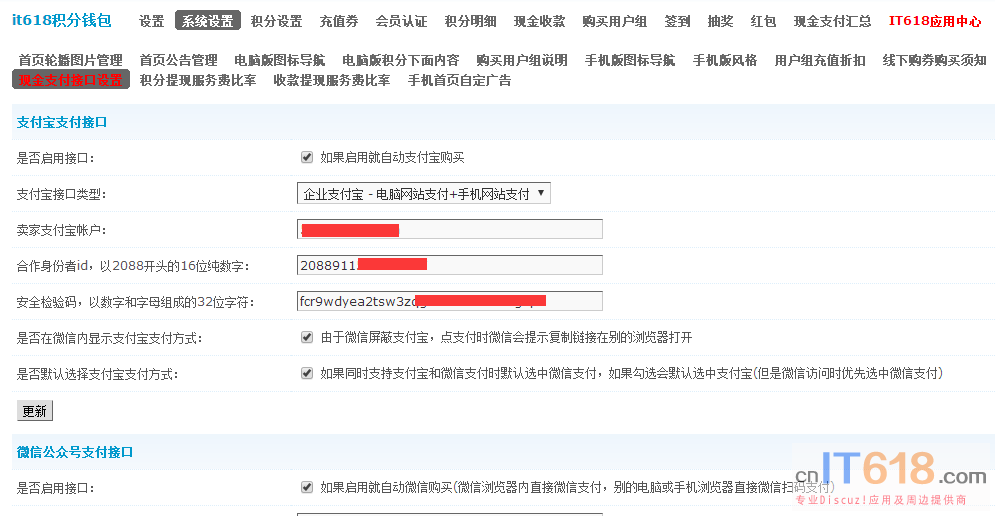 it618积分钱包 设置 系统设置 积分设置 充值券 会员认证 积分明细 现金收款 购买用户组 签到 抽奖 红包 现金支付汇总 IT618应用中心
首页轮播图片管理 首页公告管理 电脑版图标导航 电脑版积分下面内容 购买用户组说明 手机版图标导航 手机版风格 用户组充值折扣 线下购券购买须知
现金支付接口设置 积分提现服务费比率 收款提现服务费比率 手机首页自定广告
支付宝支付接口
是否启用接口: 如果启用就自动支付宝购买
支付宝接口类型: 企业支付宝 - 电脑网站支付+手机网站支付
卖家支付宝帐户:
合作身份者id，以2088开头的16位纯数字: 2088911
安全检验码，以数字和字母组成的32位字符: fcr9wdyea2tsw3z
是否在微信内显示支付宝支付方式: 由于微信屏蔽支付宝，点支付时微信会提示复制链接在别的浏览器打开
是否默认选择支付宝支付方式: 如果同时支持支付宝和微信支付时默认选中微信支付，如果勾选会默认选中支付宝(但是微信访问时优先选中微信支付)
更新
微信公众号支付接口
是否启用接口: 如果启用就自动微信购买(微信浏览器内直接微信支付，别的电脑或手机浏览器直接微信扫码支付)
cnIT618.com
专业Discuz!应用及周边提供商